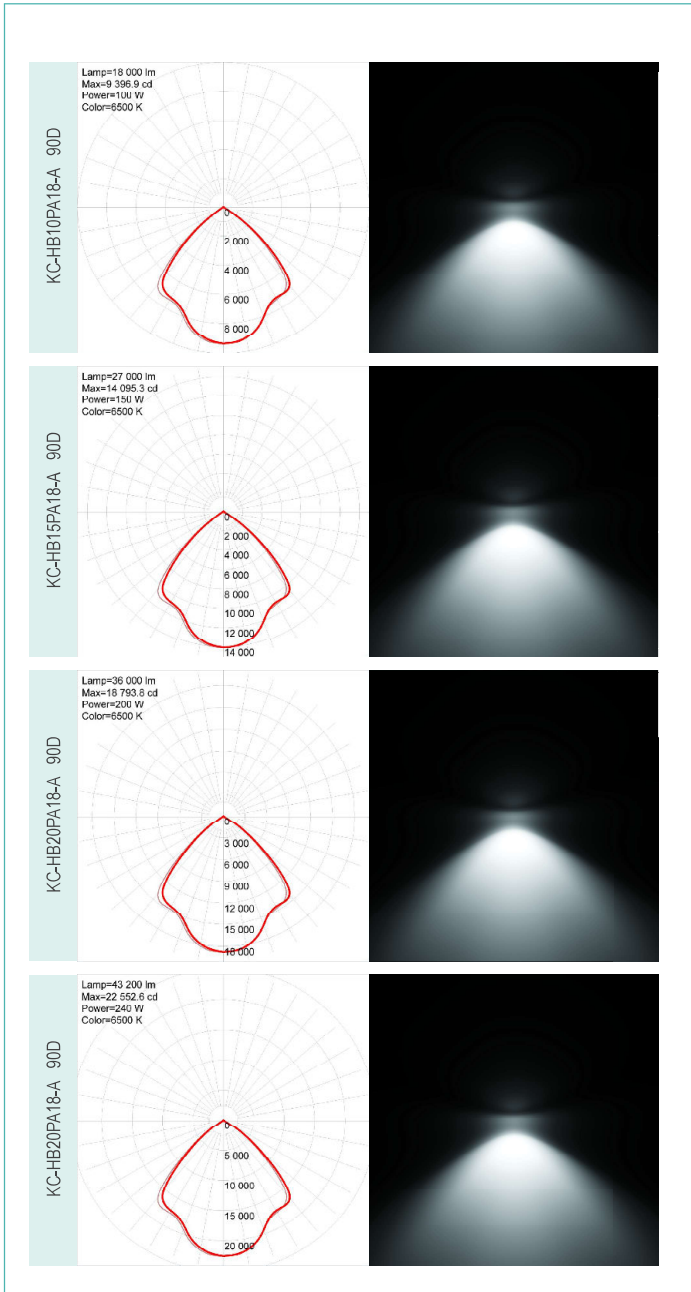 KC-HB10PA18-A 90D
Lamp=18 000 lm
Max=9 396.9 cd
Power=100 W
Color=6500 K
0
2 000
4 000
6 000
8 000
KC-HB15PA18-A 90D
Lamp=27 000 lm
Max=14 095.3 cd
Power=150 W
Color=6500 K
0
2 000
4 000
6 000
8 000
10 000
12 000
14 000
KC-HB20PA18-A 90D
Lamp=36 000 lm
Max=18 793.8 cd
Power=200 W
Color=6500 K
0
3 000
6 000
9 000
12 000
15 000
18 000
KC-HB20PA18-A 90D
Lamp=43 200 lm
Max=22 552.6 cd
Power=240 W
Color=6500 K
0
5 000
10 000
15 000
20 000